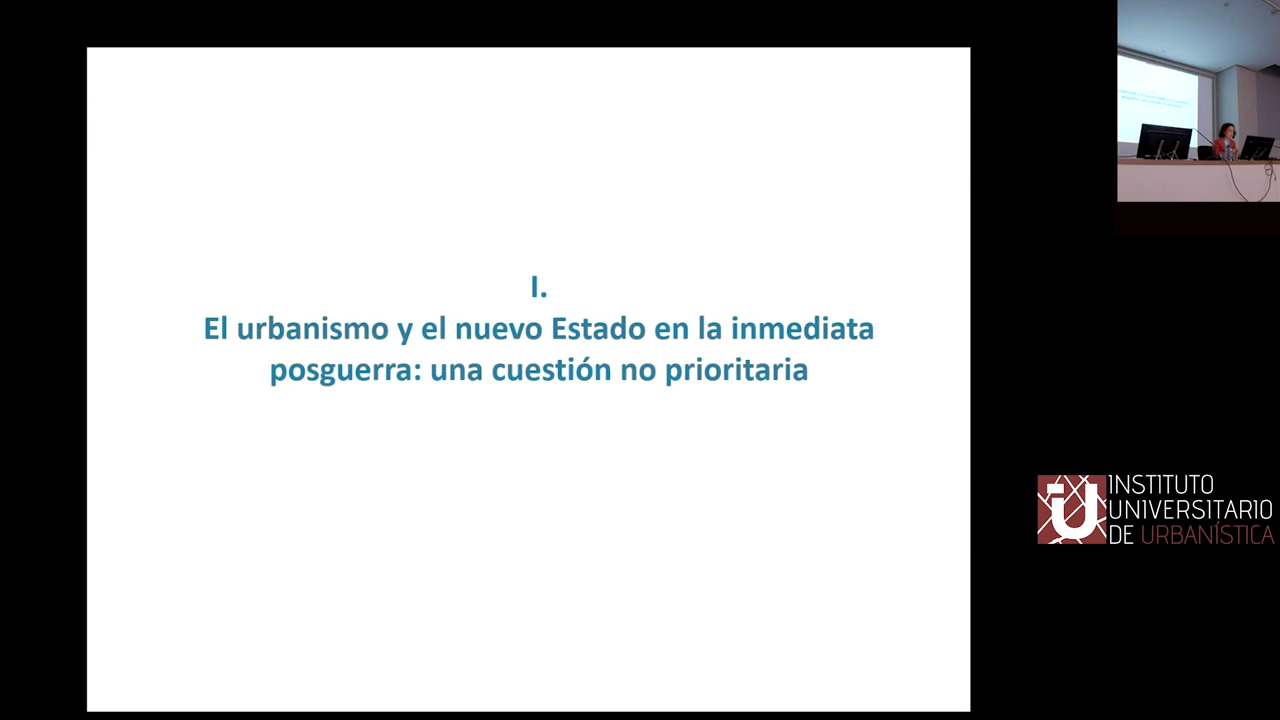 I.
El urbanismo y el nuevo Estado en la inmediata
posguerra: una cuestión no prioritaria
INSTITUTO
UNIVERSITARIO
DE URBANÍSTICA